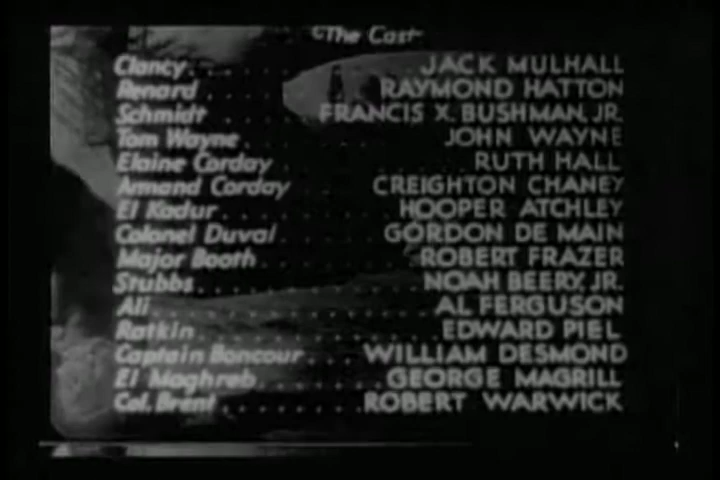 The Cast
Clancy. . . . . . JACK MULHALL
Renard . . . . . RAYMOND HATTON
Schmidt . . . . FRANCIS X. BUSHMAN, JR.
Tom Wayne. . . . . JOHN WAYNE
Elaine Corday . . . . . RUTH HALL
Armand Corday . . . CREIGHTON CHANEY
El Kadur. . . . . . . HOOPER ATCHLEY
Colonel Duval. . . . GORDON DE MAIN
Major Booth. . . . . ROBERT FRAZER
Stubbs. . . . . . . . . NOAH BEERY, JR.
Ali. . . . . . . . . . . . AL FERGUSON
Ratkin. . . . . . . . . EDWARD PIEL
Captain Boncour. . . WILLIAM DESMOND
El Maghreb. . . . . . GEORGE MAGRILL
Col. Brent. . . . . . . ROBERT WARWICK